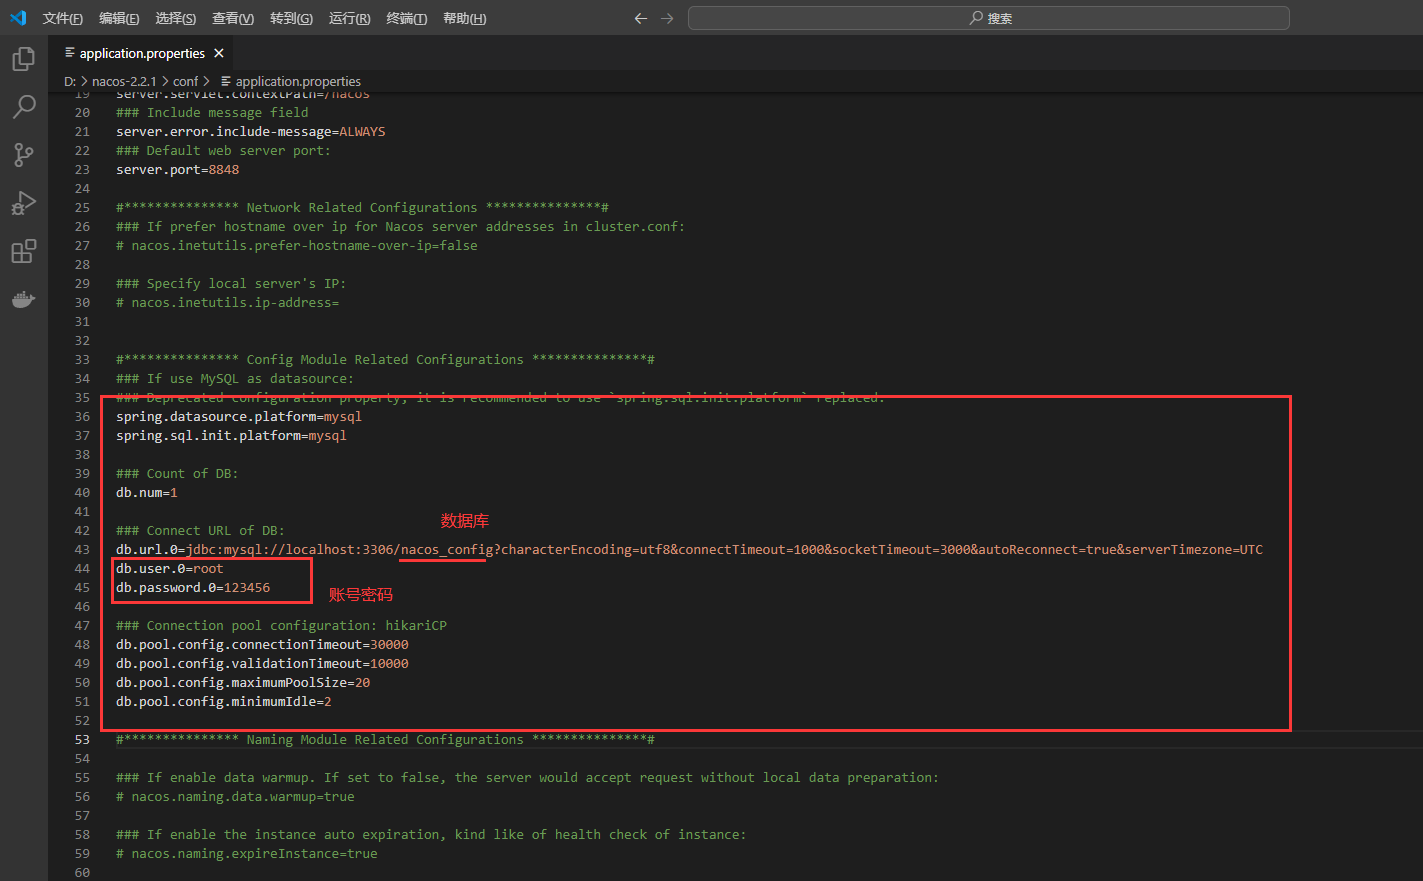 文件(F) 编辑(E) 选择(S) 查看(V) 转到(G) 运行(R) 终端(T) 帮助(H) 搜索
application.properties
D: > nacos-2.2.1 > conf > application.properties
19 server.servlet.contextPath=/nacos
20 ### Include message field
21 server.error.include-message=ALWAYS
22 ### Default web server port:
23 server.port=8848
24
25 #*************** Network Related Configurations ***************#
26 ### If prefer hostname over ip for Nacos server addresses in cluster.conf:
27 # nacos.inetutils.prefer-hostname-over-ip=false
28
29 ### Specify local server's IP:
30 # nacos.inetutils.ip-address=
31
32
33 #*************** Config Module Related Configurations ***************#
34 ### If use MySQL as datasource:
35 ### Deprecated configuration property, it is recommended to use `spring.sql.init.platform` replaced.
36 spring.datasource.platform=mysql
37 spring.sql.init.platform=mysql
38
39 ### Count of DB:
40 db.num=1
41
数据库
42 ### Connect URL of DB:
43 db.url.0=jdbc:mysql://localhost:3306/nacos_config?characterEncoding=utf8&connectTimeout=1000&socketTimeout=3000&autoReconnect=true&serverTimezone=UTC
44 db.user.0=root
45 db.password.0=123456
账号密码
46
47 ### Connection pool configuration: hikariCP
48 db.pool.config.connectionTimeout=30000
49 db.pool.config.validationTimeout=10000
50 db.pool.config.maximumPoolSize=20
51 db.pool.config.minimumIdle=2
52
53 #*************** Naming Module Related Configurations ***************#
54
55 ### If enable data warmup. If set to false, the server would accept request without local data preparation:
56 # nacos.naming.data.warmup=true
57
58 ### If enable the instance auto expiration, kind like of health check of instance:
59 # nacos.naming.expireInstance=true
60